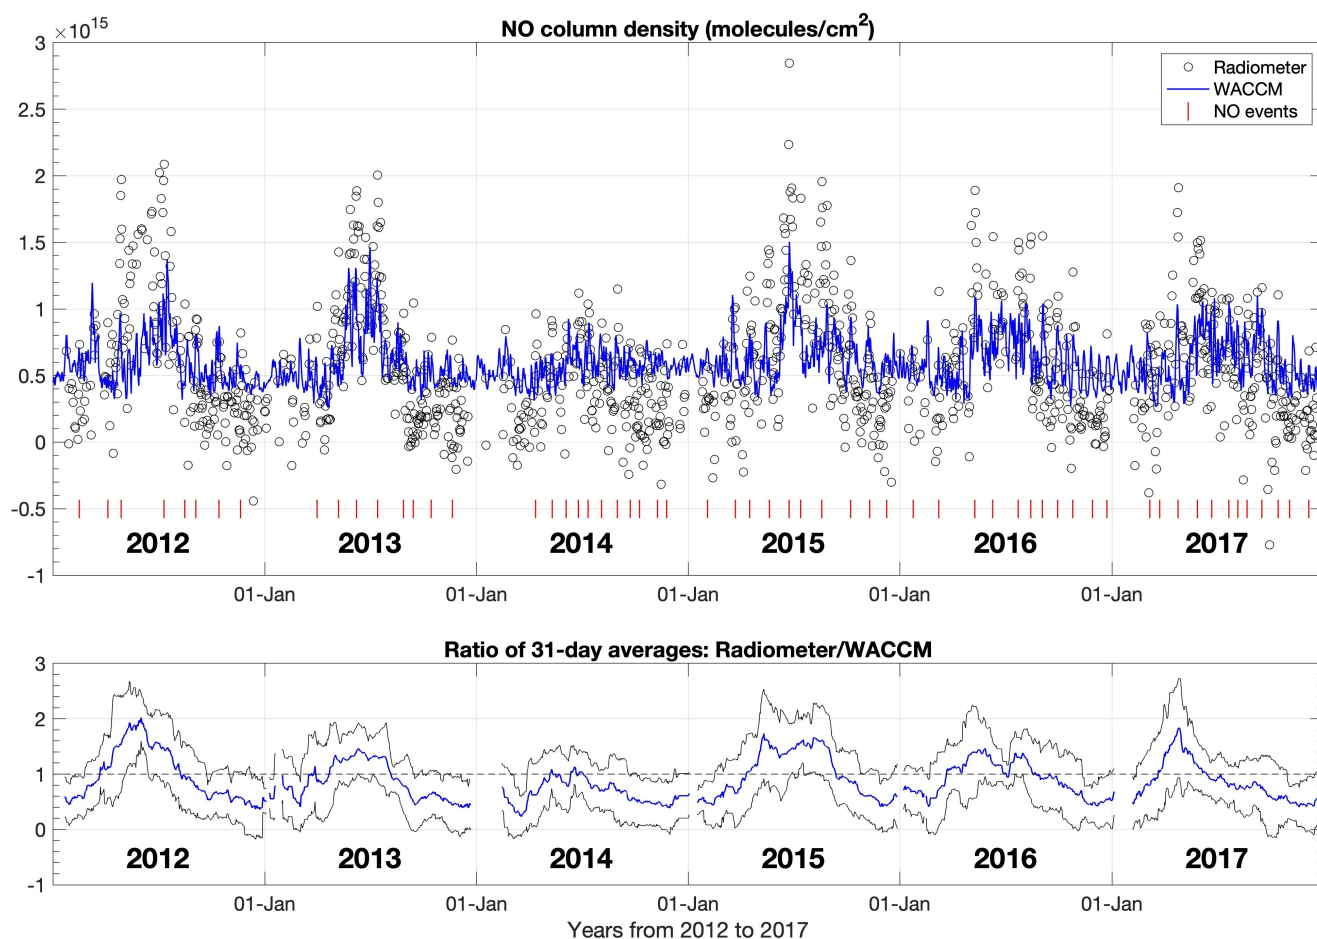 ×10^15
NO column density (molecules/cm^2)
3
2.5
2
1.5
1
0.5
0
-0.5
-1
Radiometer
WACCM
NO events
2012 2013 2014 2015 2016 2017
01-Jan 01-Jan 01-Jan 01-Jan 01-Jan
Ratio of 31-day averages: Radiometer/WACCM
3
2
1
0
-1
2012 2013 2014 2015 2016 2017
01-Jan 01-Jan 01-Jan 01-Jan 01-Jan
Years from 2012 to 2017